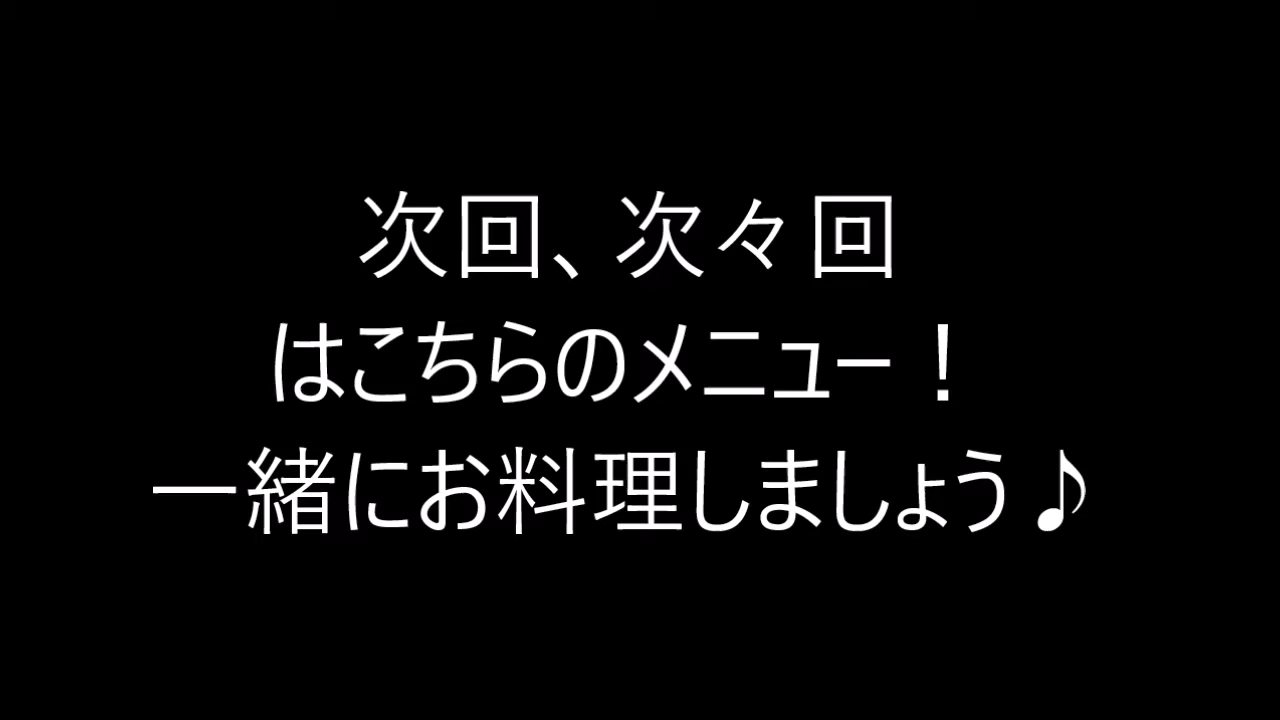 次回、次々回
はこちらのメニュー！
一緒にお料理しましょう♪